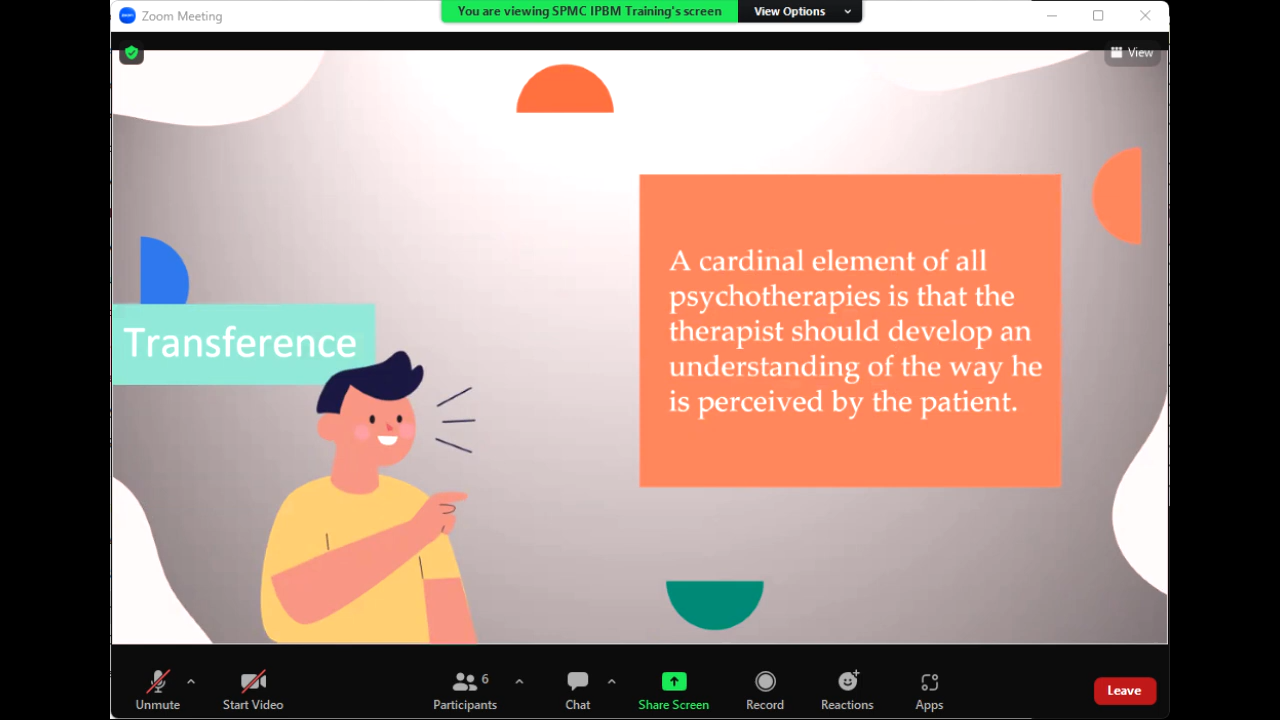 zoom Zoom Meeting
You are viewing SPMC IPBM Training's screen
View Options
View
Transference
A cardinal element of all
psychotherapies is that the
therapist should develop an
understanding of the way he
is perceived by the patient.
Unmute
Start Video
6
Participants
Chat
Share Screen
Record
Reactions
Apps
Leave